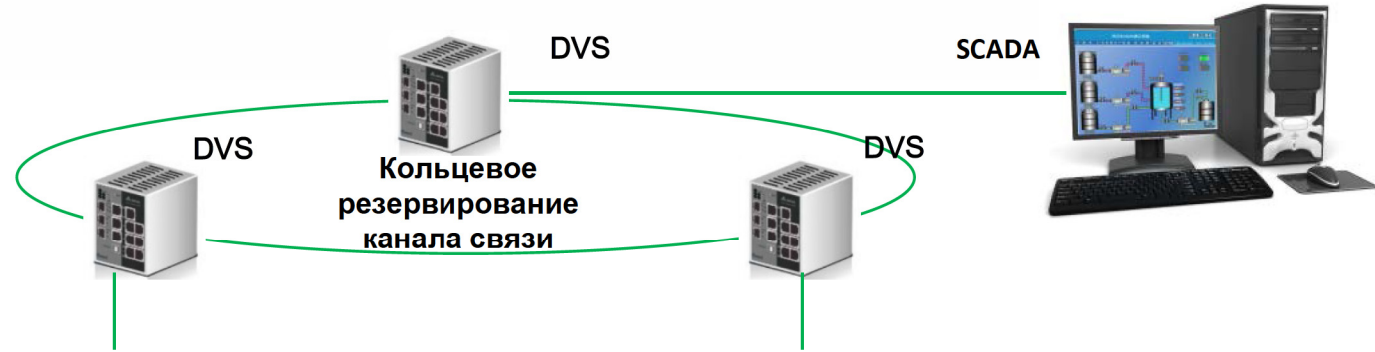 DVS
SCADA
DVS
DVS
Кольцевое
резервирование
канала связи